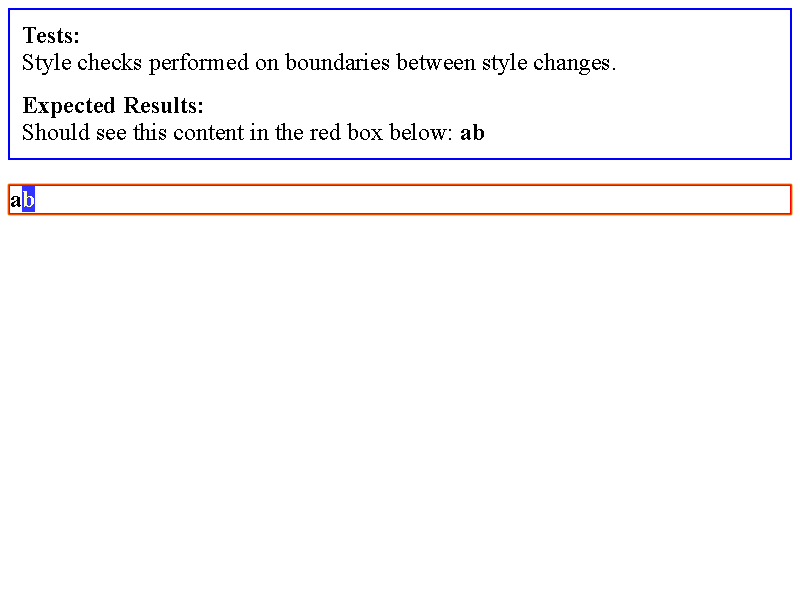 Tests:
Style checks performed on boundaries between style changes.
Expected Results:
Should see this content in the red box below: ab
ab